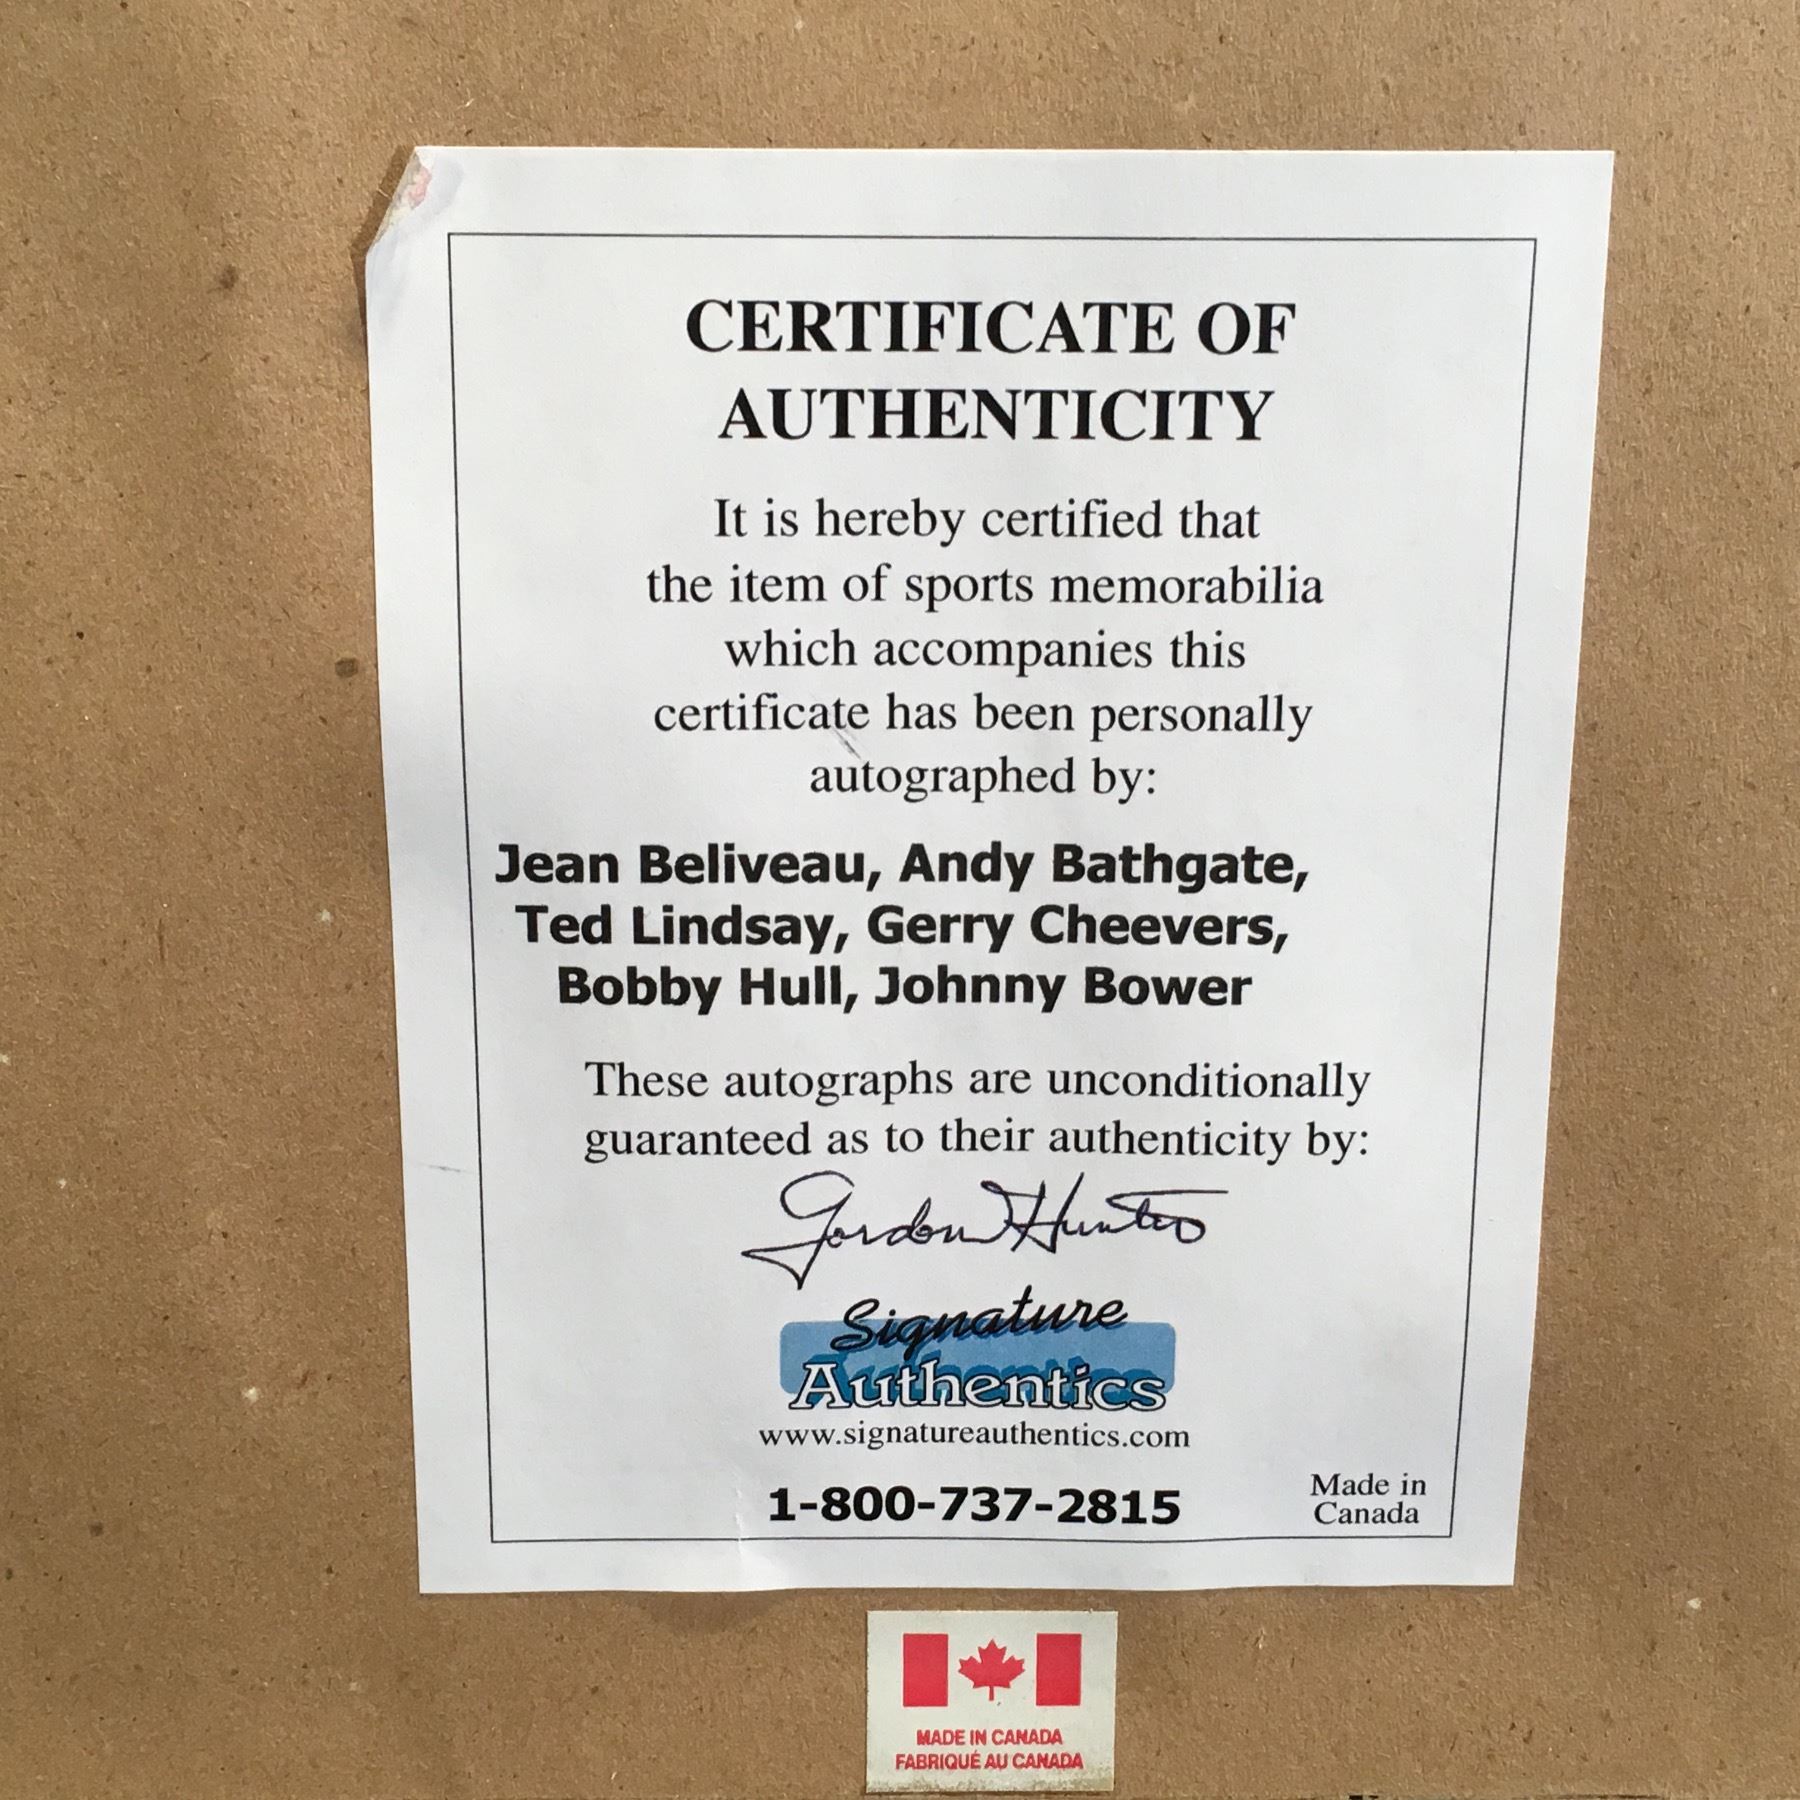 CERTIFICATE OF
AUTHENTICITY
It is hereby certified that
the item of sports memorabilia
which accompanies this
certificate has been personally
autographed by:
Jean Beliveau, Andy Bathgate,
Ted Lindsay, Gerry Cheevers,
Bobby Hull, Johnny Bower
These autographs are unconditionally
guaranteed as to their authenticity by:
Gordon Hunter
Signature
Authentics
www.signatureauthentics.com
1-800-737-2815
Made in
Canada
MADE IN CANADA
FABRIQUÉ AU CANADA